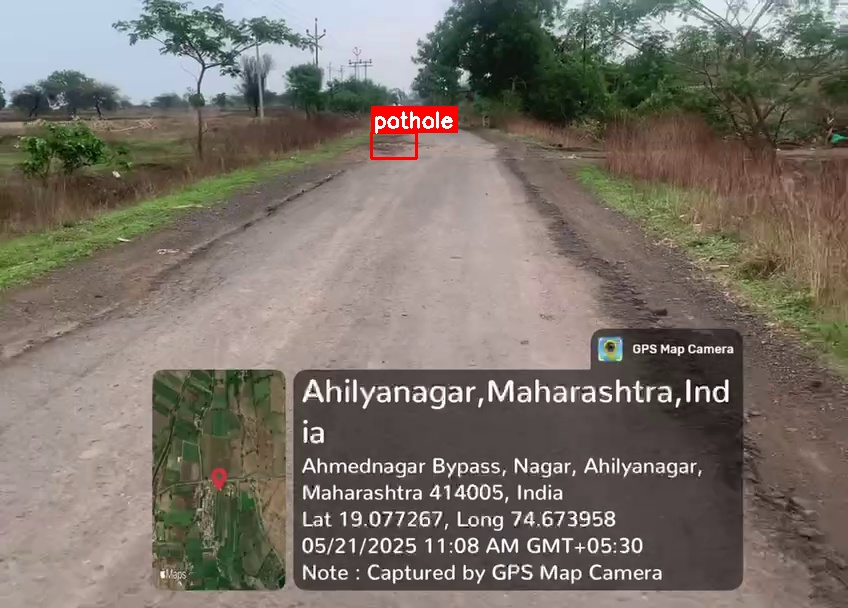 pothole
GPS Map Camera
Ahilyanagar,Maharashtra,Ind
ia
Ahmednagar Bypass, Nagar, Ahilyanagar,
Maharashtra 414005, India
Lat 19.077267, Long 74.673958
05/21/2025 11:08 AM GMT+05:30
Note : Captured by GPS Map Camera
Maps